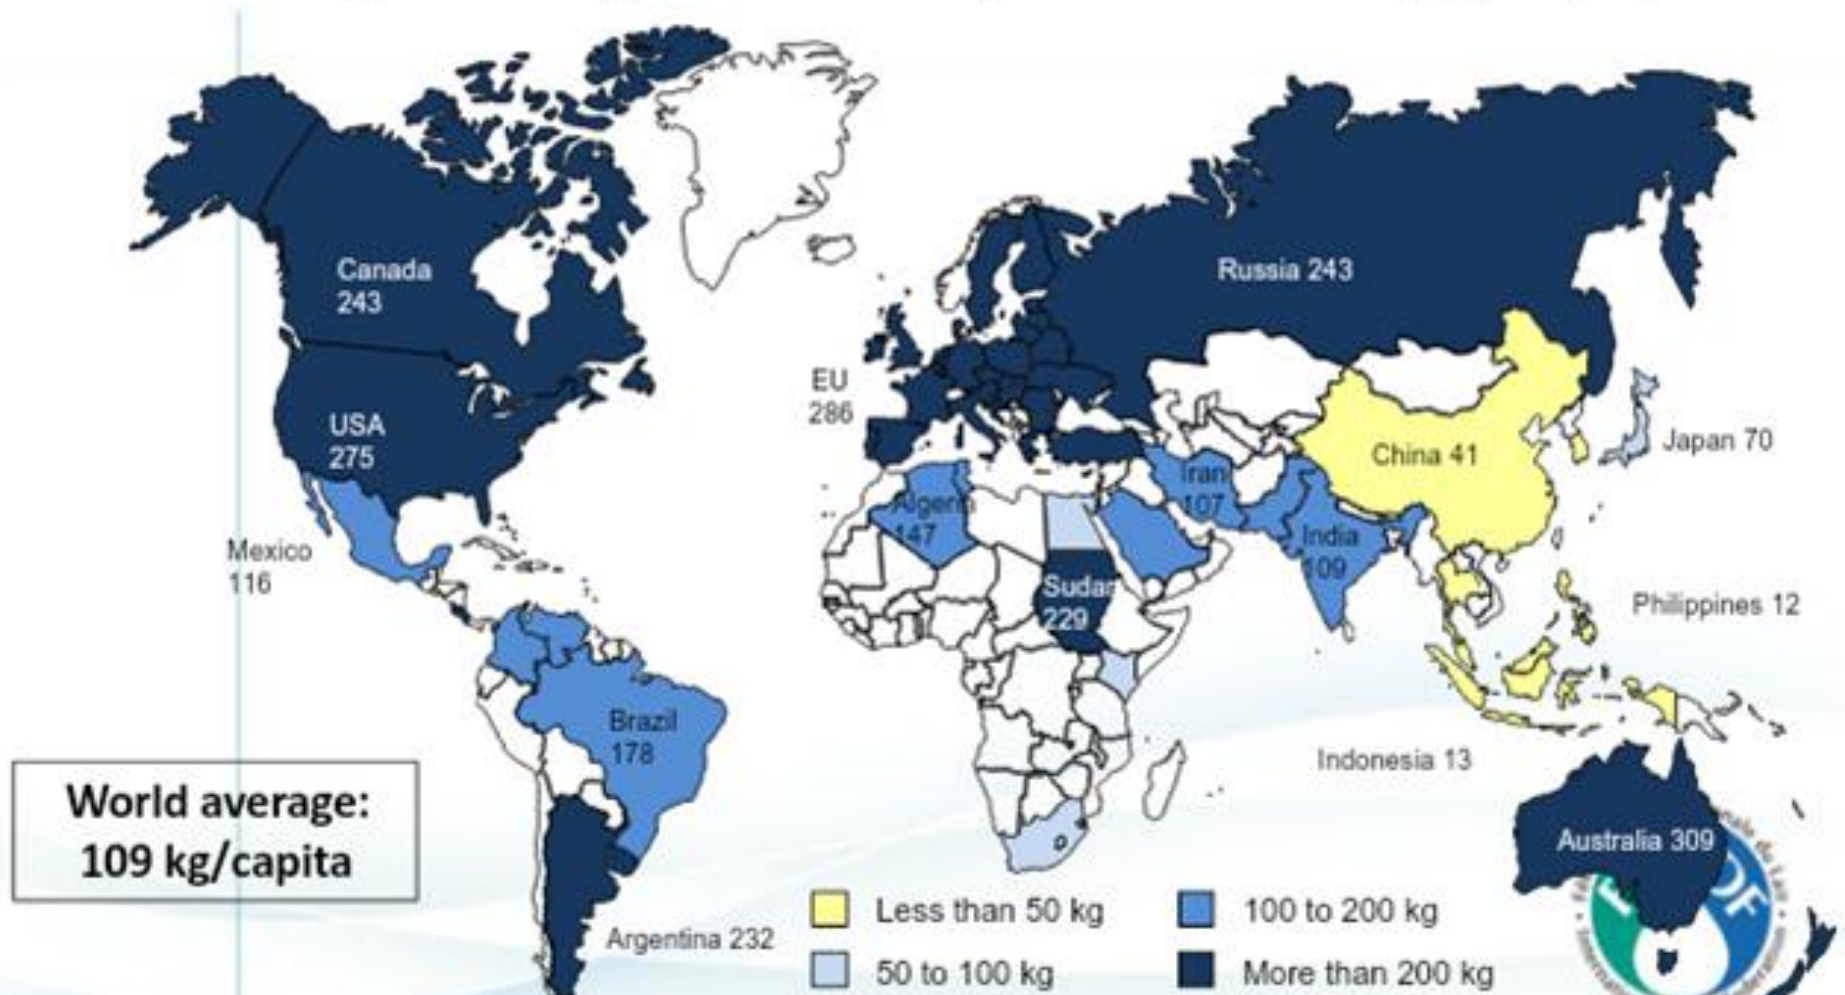 Canada
243
Russia 243
EU
286
USA
275
China 41
Japan 70
Iran
107
Algeria
147
India
109
Mexico
116
Sudan
229
Philippines 12
Brazil
178
Indonesia 13
World average:
109 kg/capita
Australia 309
Argentina 232
Less than 50 kg
100 to 200 kg
50 to 100 kg
More than 200 kg